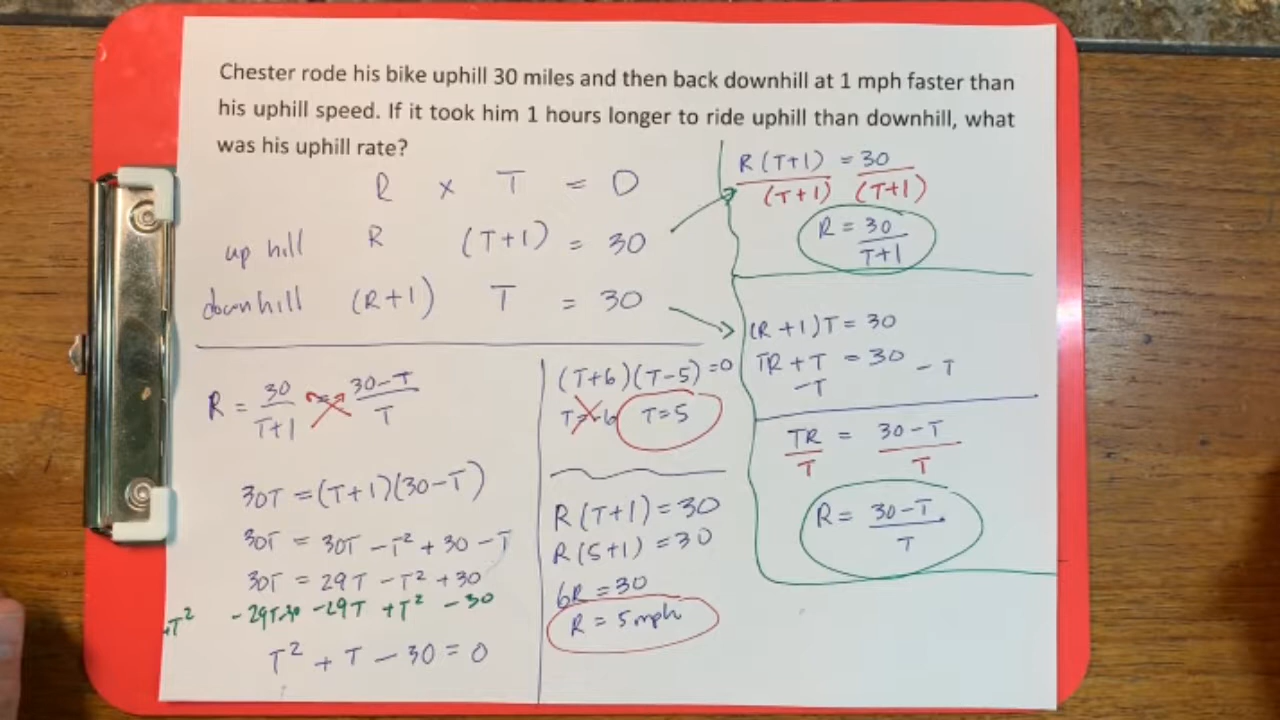 Chester rode his bike uphill 30 miles and then back downhill at 1 mph faster than
his uphill speed. If it took him 1 hours longer to ride uphill than downhill, what
was his uphill rate?
R × T = D
up hill R (T+1) = 30
downhill (R+1) T = 30
R = 30/(T+1) = (30-T)/T
30T = (T+1)(30-T)
30T = 30T - T² + 30 - T
30T = 29T - T² + 30
+T² -29T-30 -29T +T² -30
T² + T - 30 = 0
(T+6)(T-5) = 0
T=-6 T=5
R(T+1) = 30
R(5+1) = 30
6R = 30
R = 5mph
R(T+1) = 30
(T+1) (T+1)
R = 30/(T+1)
(R+1)T = 30
TR + T = 30 - T
-T
TR/T = (30-T)/T
R = (30-T)/T